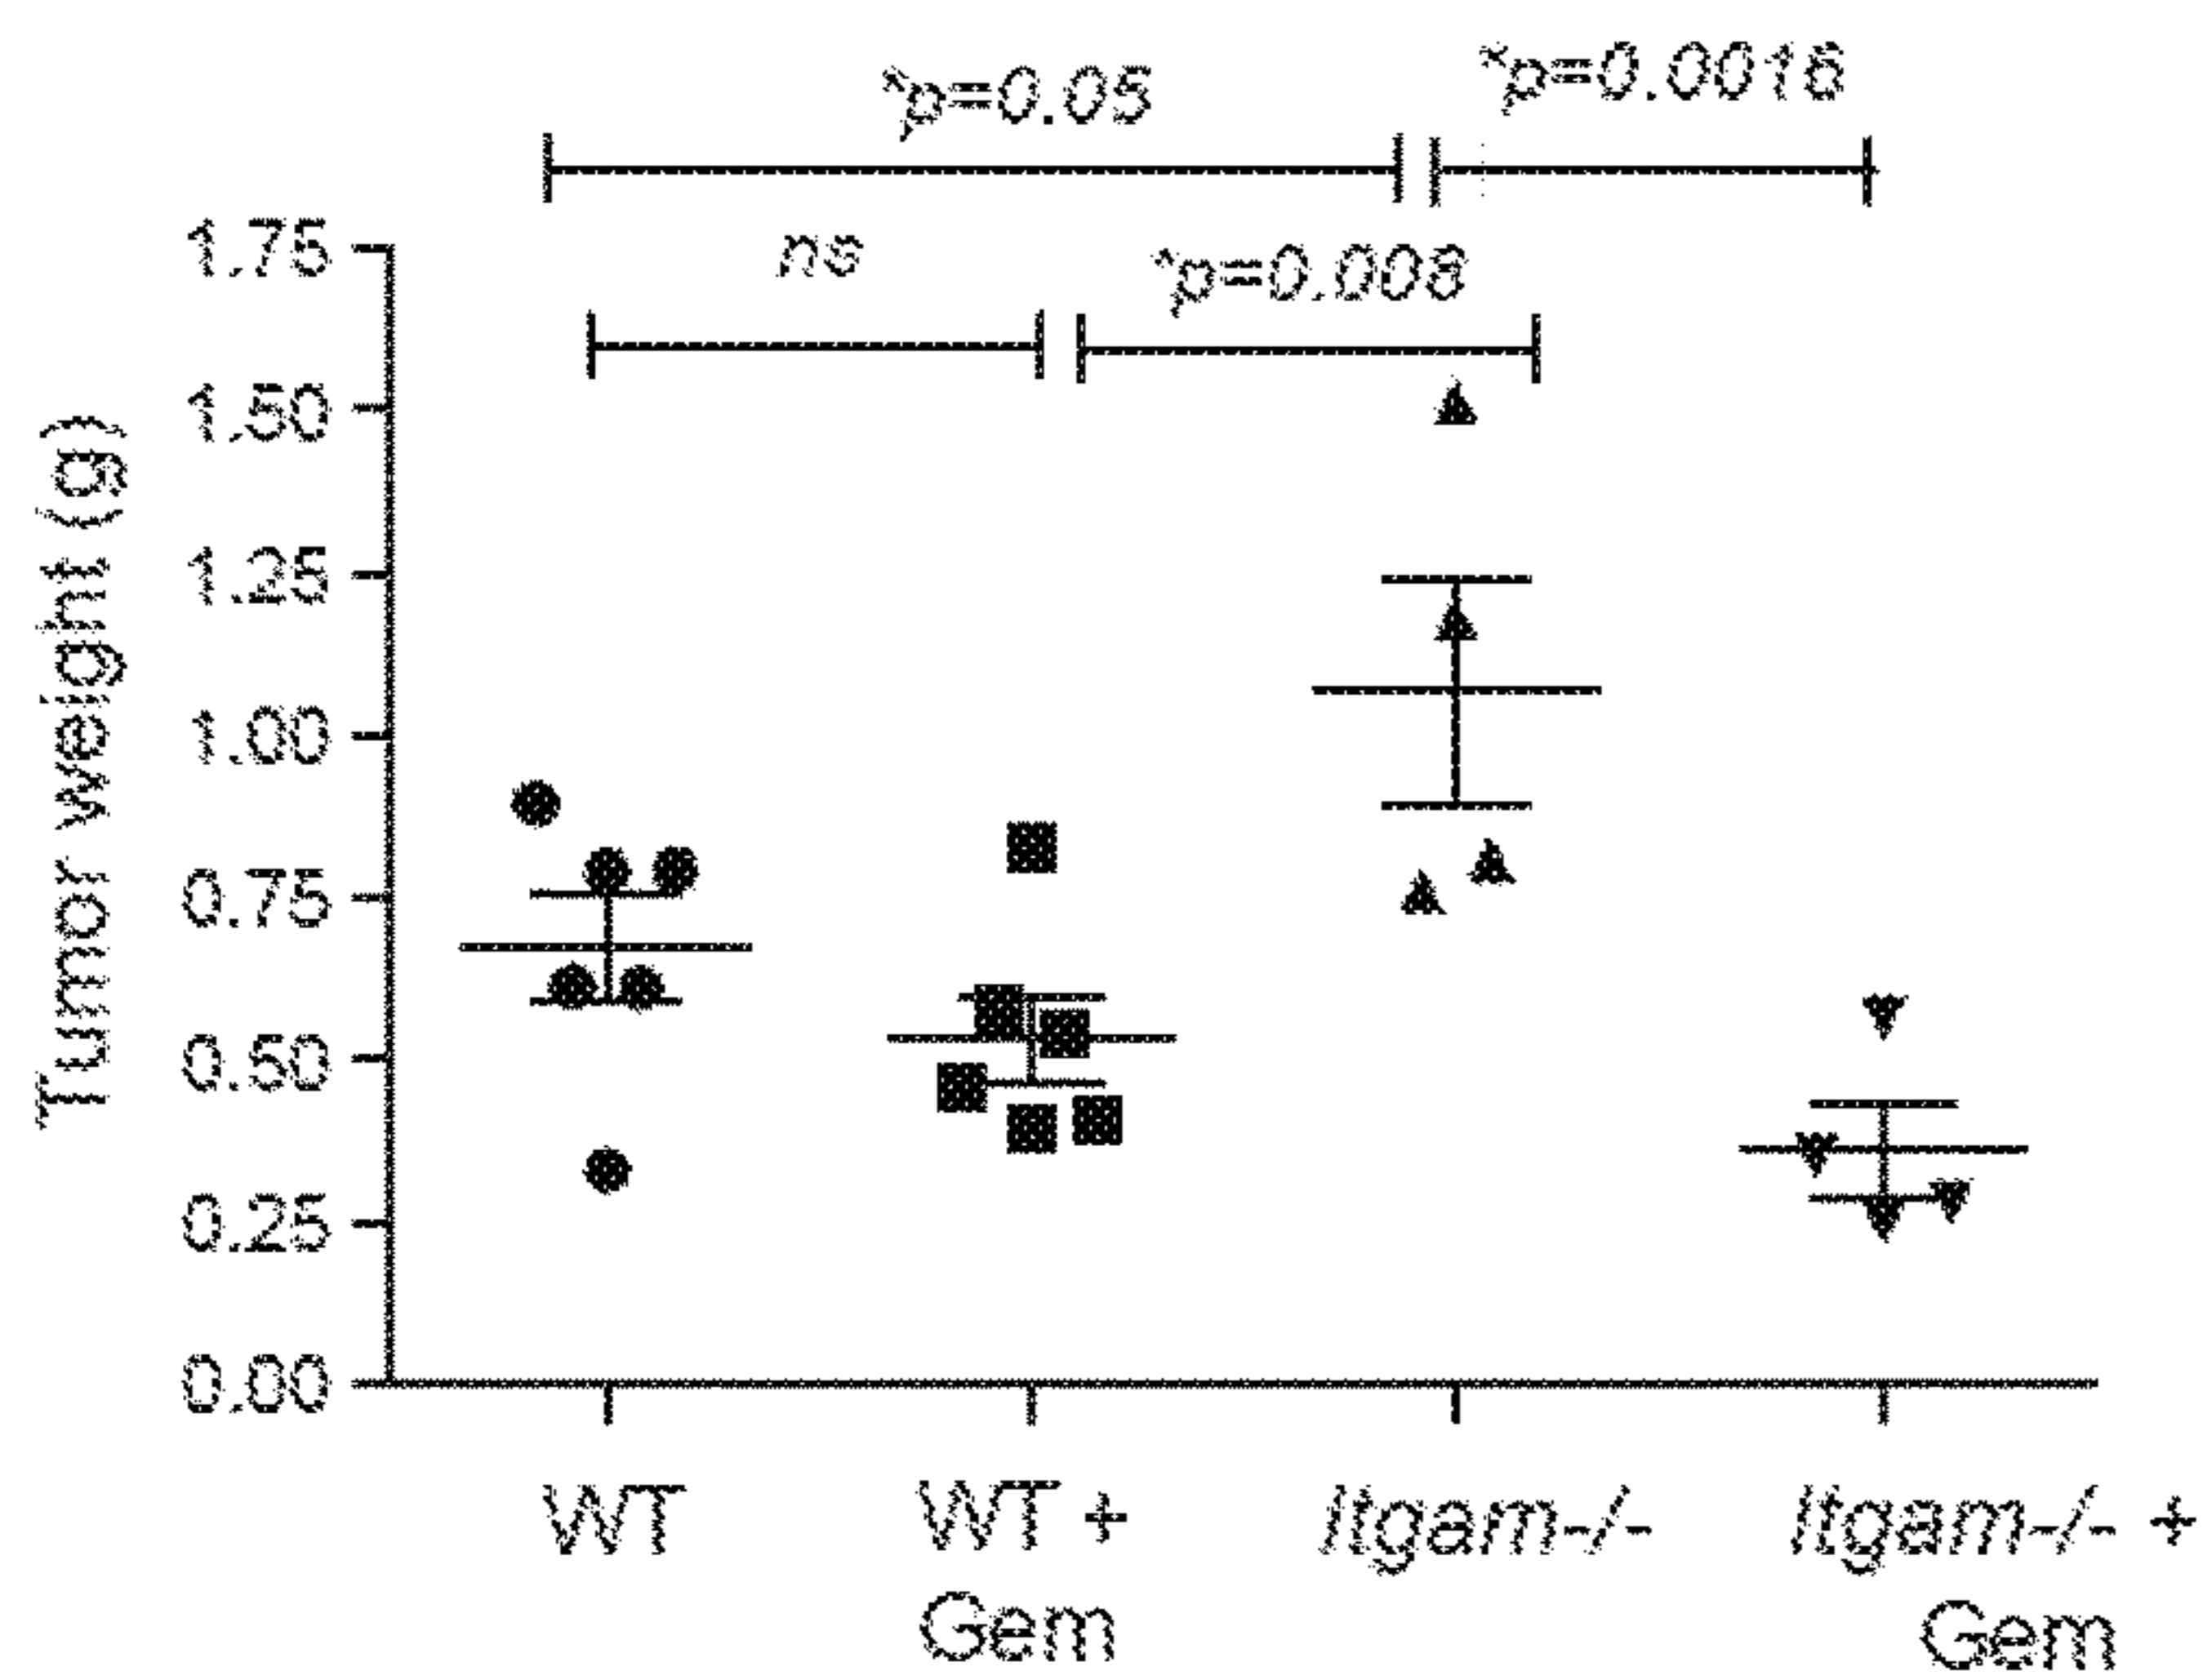 *p=0.05
*p=0.0016
ns
*p=0.008
1.75
1.50
1.25
1.00
0.75
0.50
0.25
0.00
Tumor weight (g)
WT
WT +
Gem
Itgam-/-
Itgam-/- +
Gem